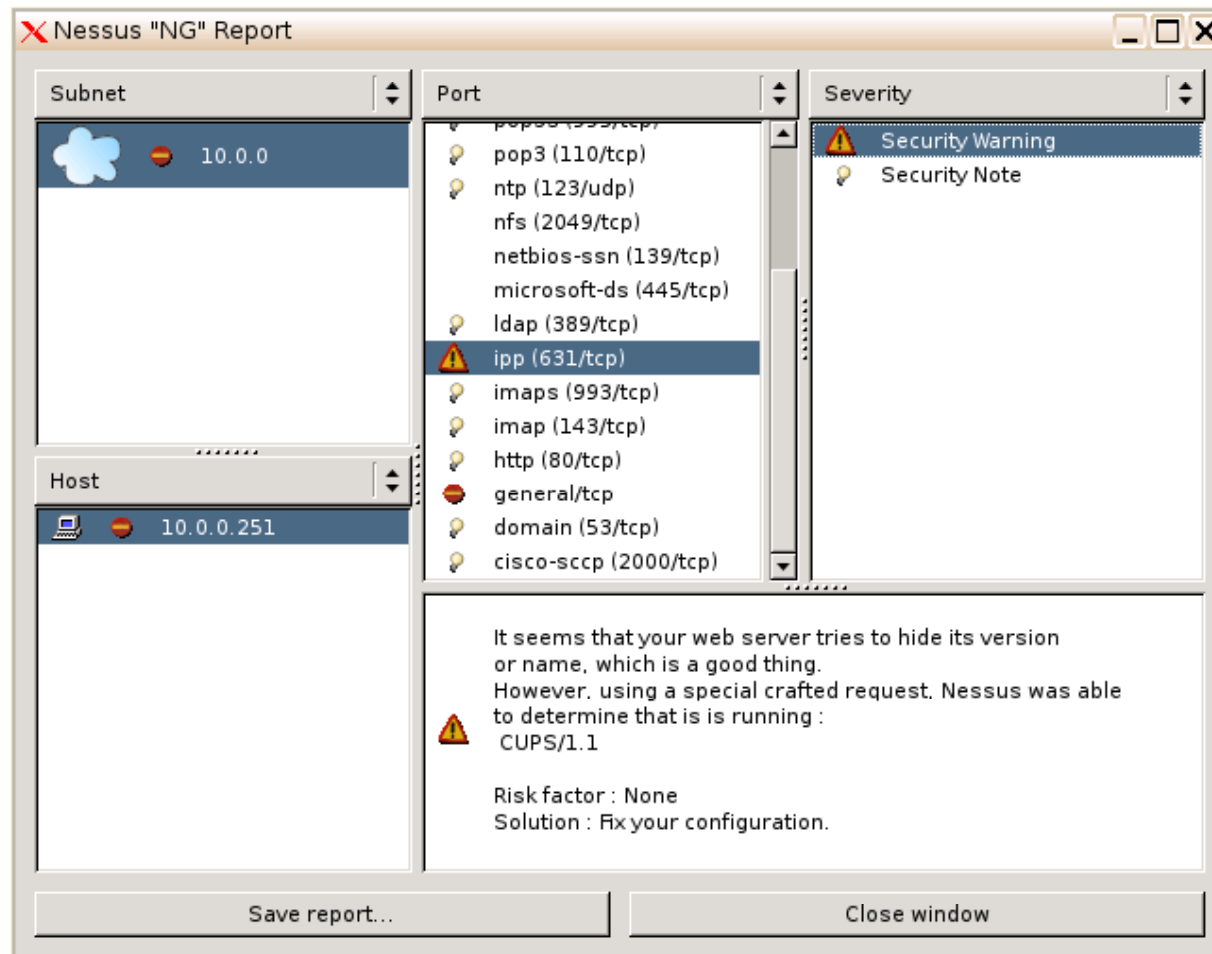 Nessus "NG" Report
Subnet
10.0.0
Host
10.0.0.251
Port
pop3 (110/tcp)
ntp (123/udp)
nfs (2049/tcp)
netbios-ssn (139/tcp)
microsoft-ds (445/tcp)
ldap (389/tcp)
ipp (631/tcp)
imaps (993/tcp)
imap (143/tcp)
http (80/tcp)
general/tcp
domain (53/tcp)
cisco-sccp (2000/tcp)
Severity
Security Warning
Security Note
It seems that your web server tries to hide its version
or name, which is a good thing.
However, using a special crafted request, Nessus was able
to determine that is is running :
CUPS/1.1
Risk factor : None
Solution : Fix your configuration.
Save report...
Close window